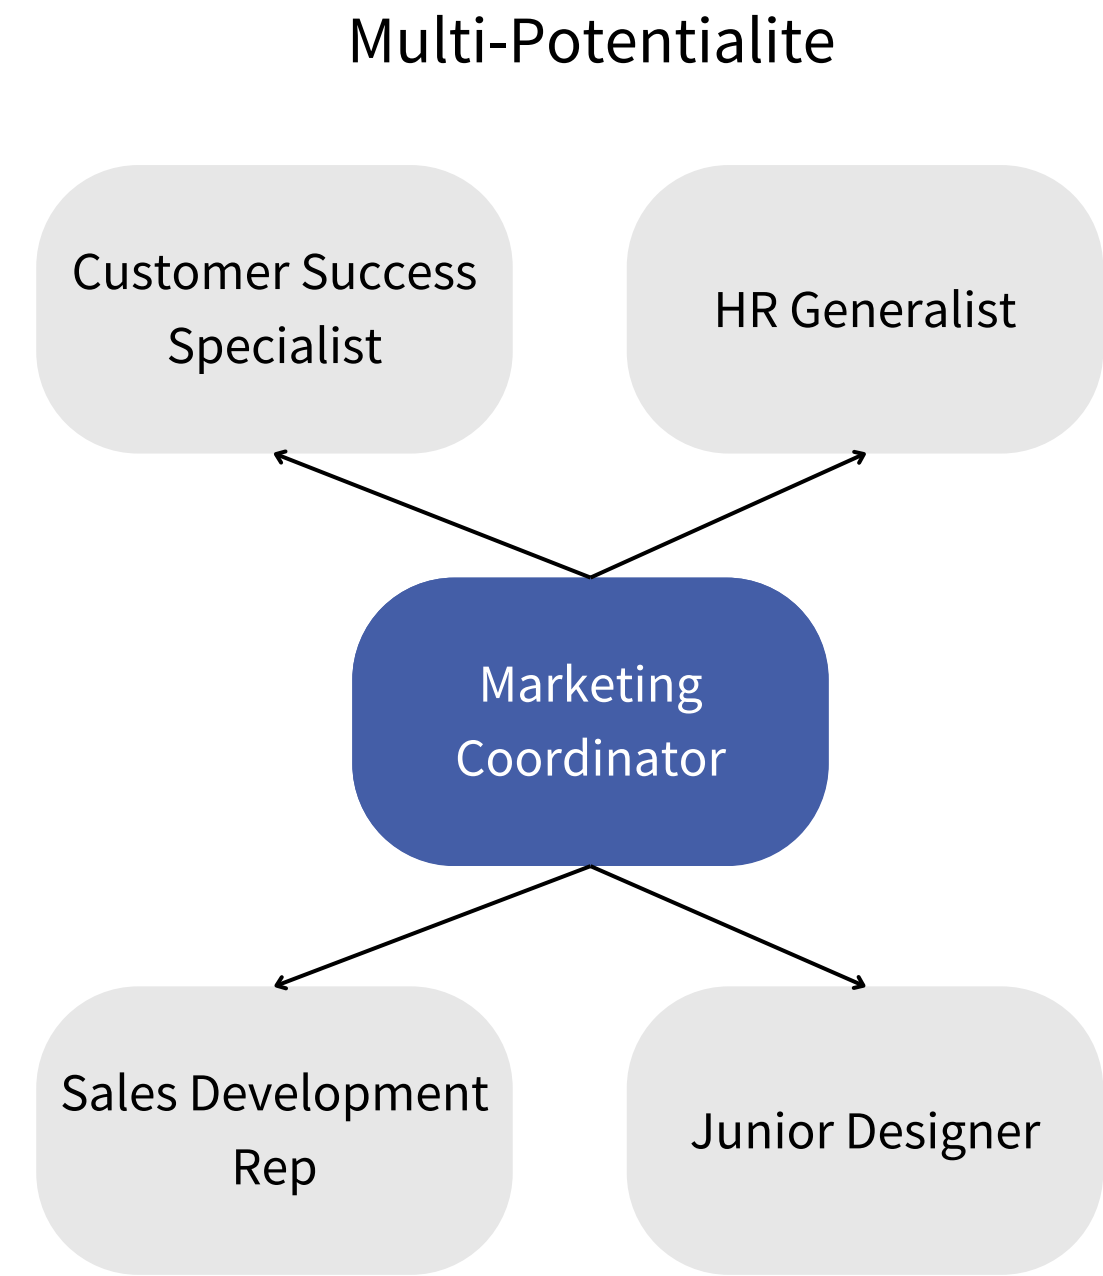 Multi-Potentialite
Customer Success
Specialist
HR Generalist
Marketing
Coordinator
Sales Development
Rep
Junior Designer